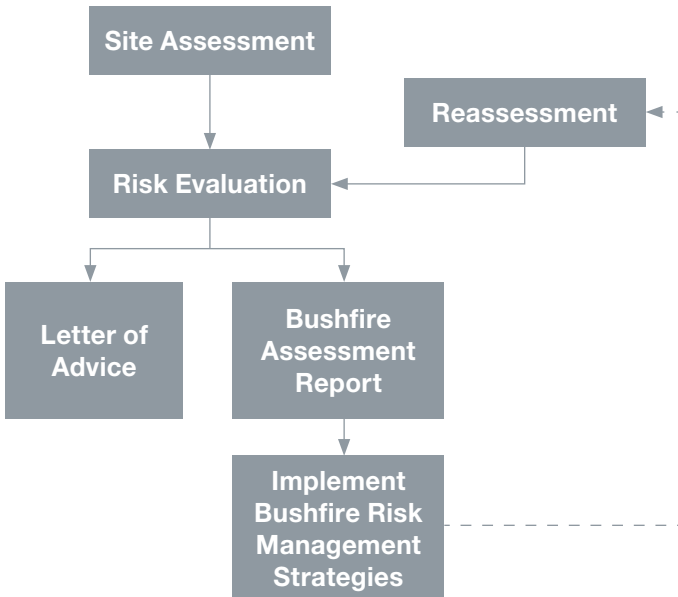 Site Assessment
Reassessment
Risk Evaluation
Letter of
Advice
Bushfire
Assessment
Report
Implement
Bushfire Risk
Management
Strategies